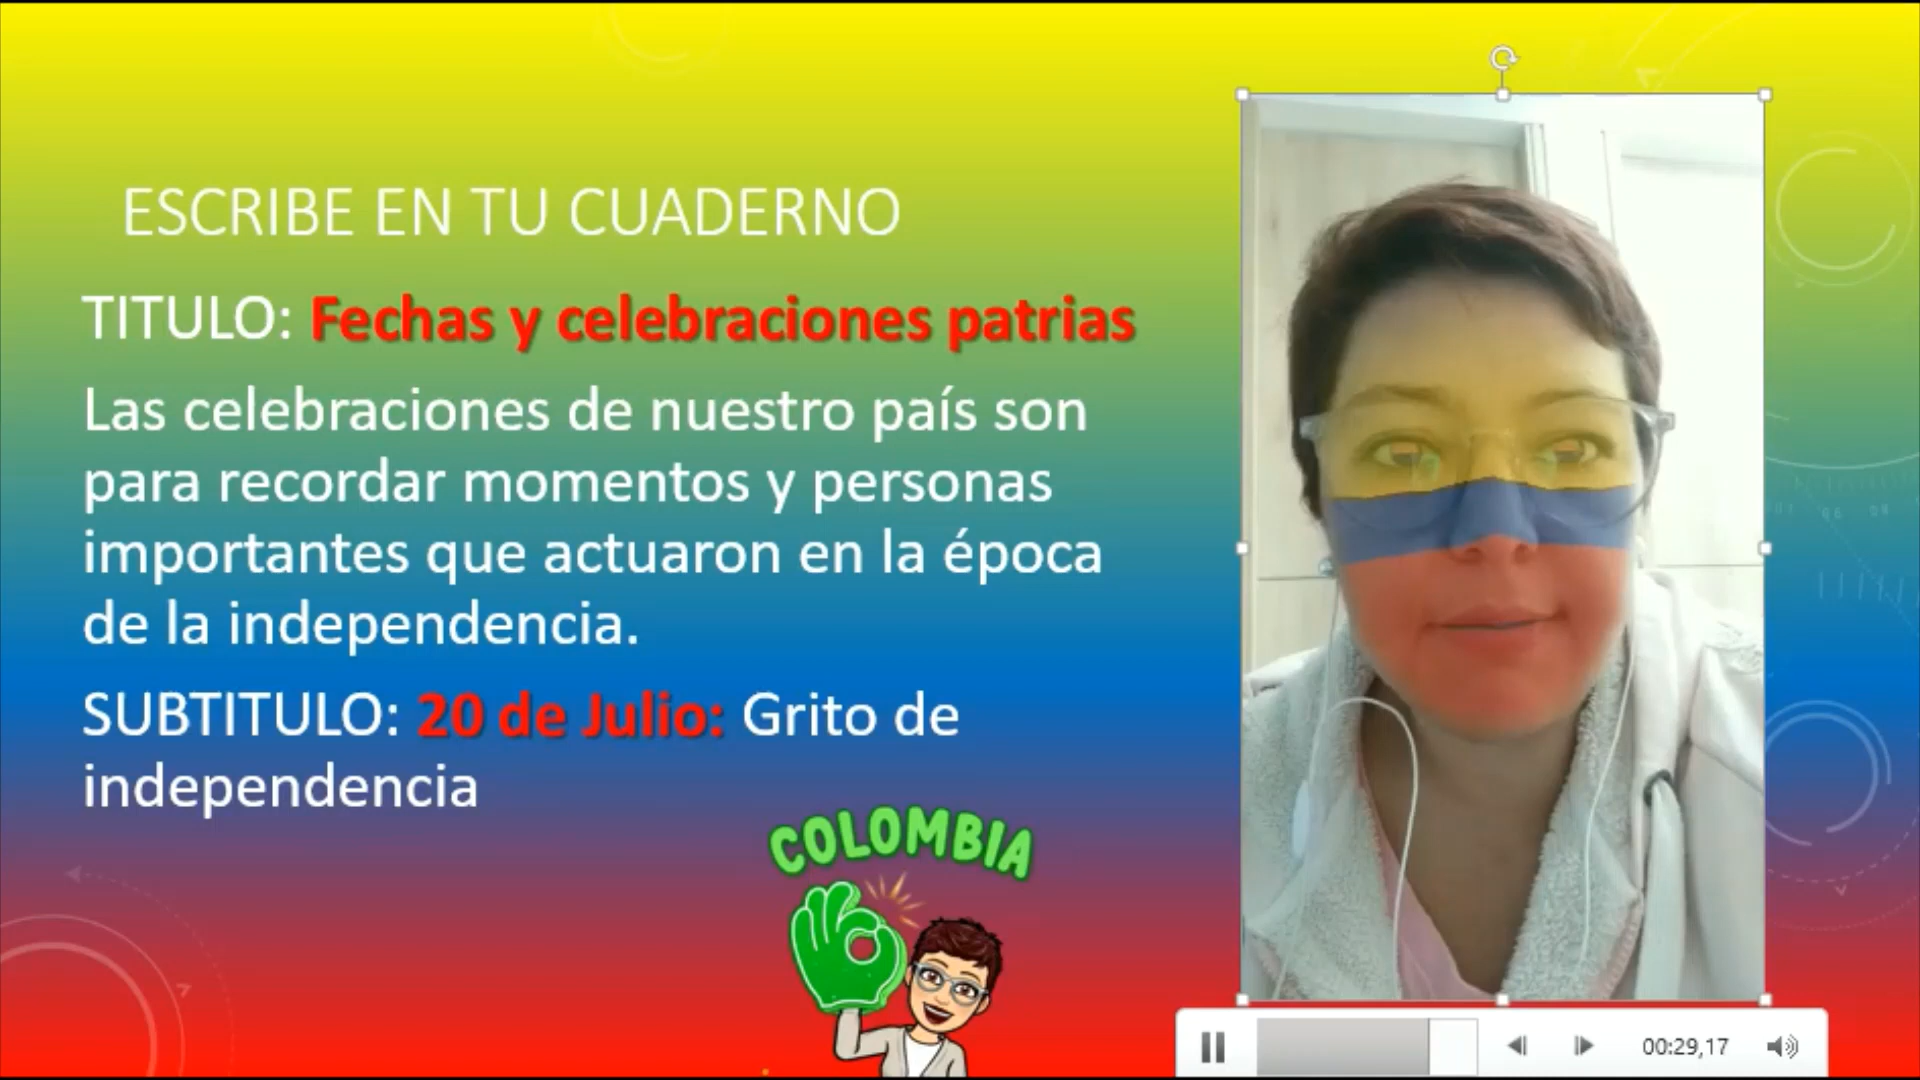 ESCRIBE EN TU CUADERNO
TITULO: Fechas y celebraciones patrias
Las celebraciones de nuestro país son
para recordar momentos y personas
importantes que actuaron en la época
de la independencia.
SUBTITULO: 20 de Julio: Grito de
independencia
COLOMBIA
00:29,17